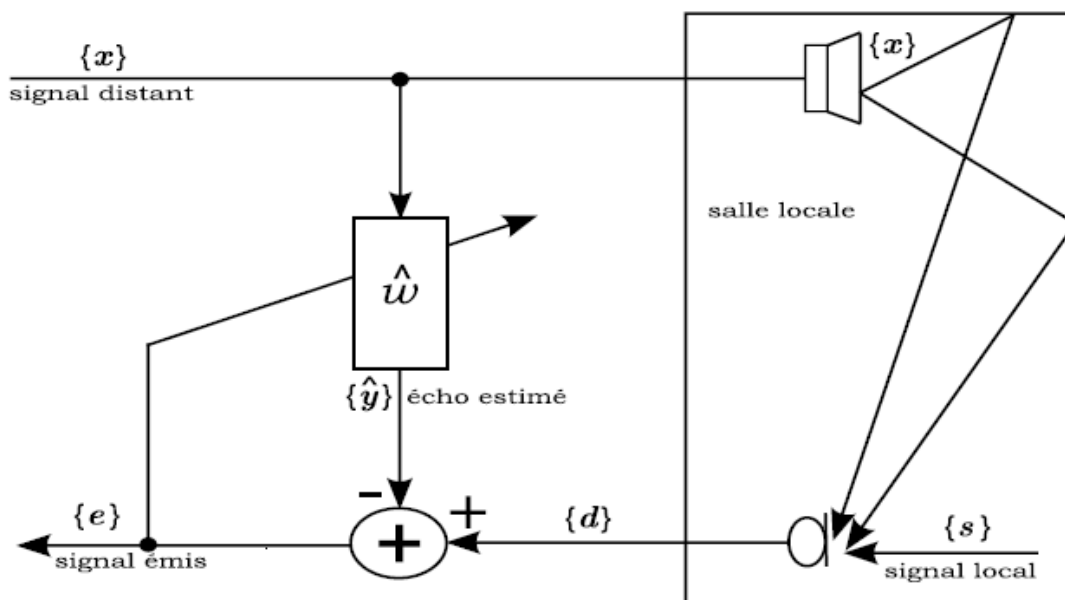 {x}
signal distant
{x}
salle locale
ŵ
{ŷ} écho estimé
-
+
+
{e}
signal émis
{d}
{s}
signal local